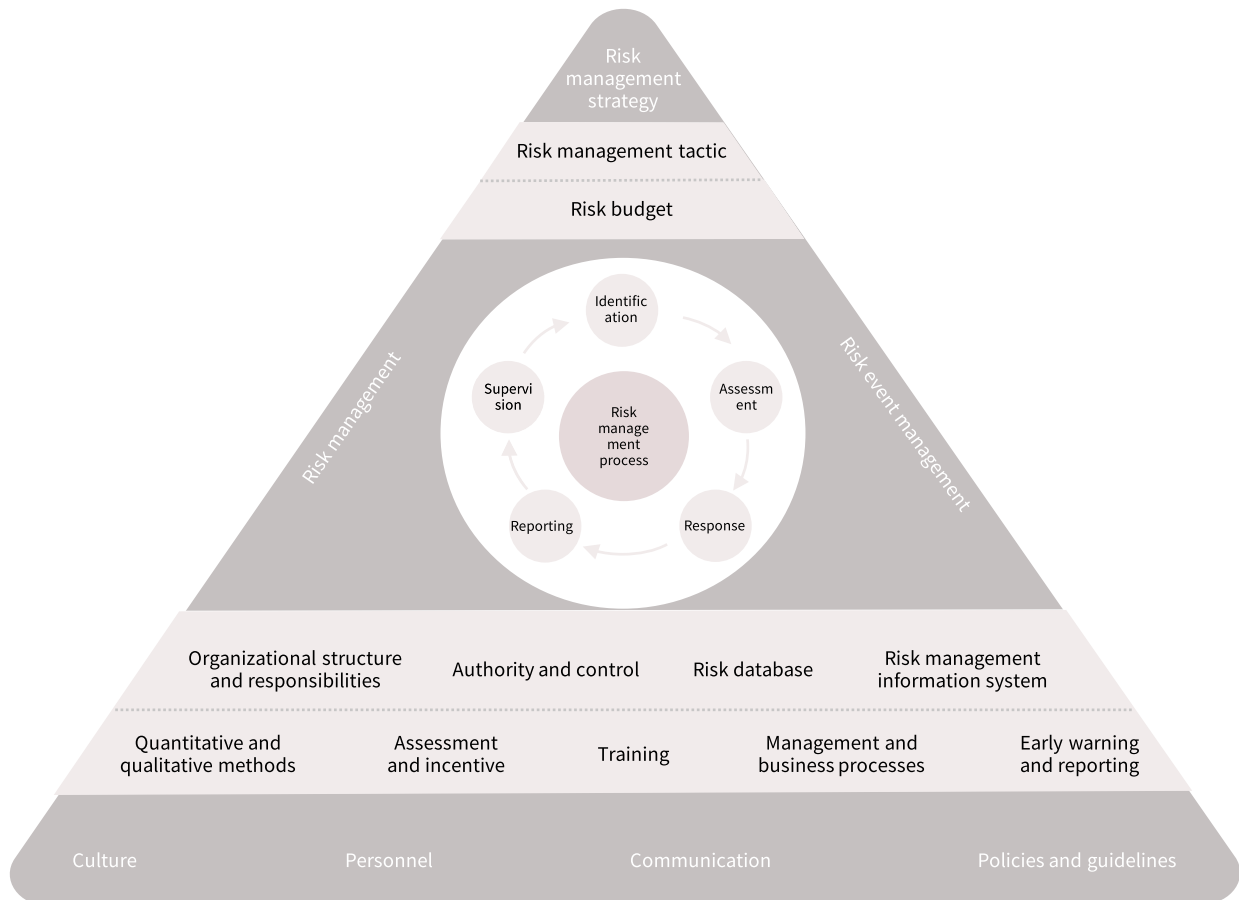 Risk
management
strategy
Risk management tactic
Risk budget
Identific
ation
Assessm
ent
Response
Reporting
Supervi
sion
Risk
manage
ment
process
Risk management
Risk event management
Organizational structure
and responsibilities
Authority and control
Risk database
Risk management
information system
Quantitative and
qualitative methods
Assessment
and incentive
Training
Management and
business processes
Early warning
and reporting
Culture
Personnel
Communication
Policies and guidelines